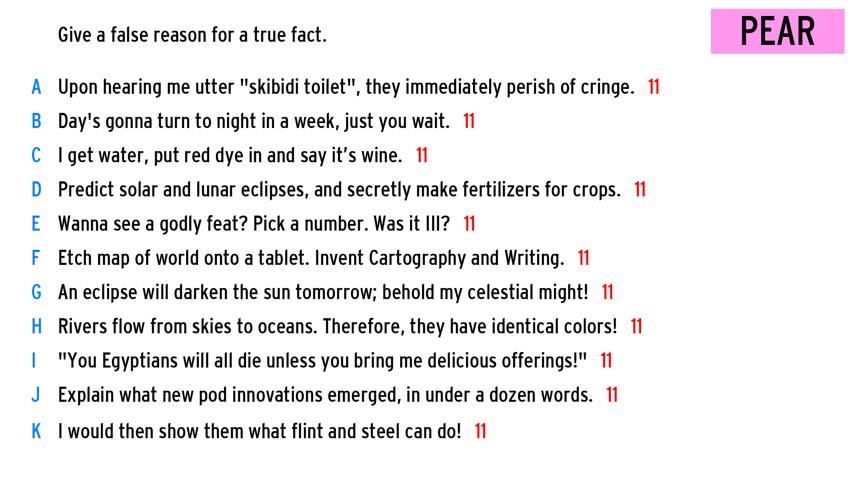 Give a false reason for a true fact.
PEAR
A Upon hearing me utter "skibidi toilet", they immediately perish of cringe. 11
B Day's gonna turn to night in a week, just you wait. 11
C I get water, put red dye in and say it's wine. 11
D Predict solar and lunar eclipses, and secretly make fertilizers for crops. 11
E Wanna see a godly feat? Pick a number. Was it III? 11
F Etch map of world onto a tablet. Invent Cartography and Writing. 11
G An eclipse will darken the sun tomorrow; behold my celestial might! 11
H Rivers flow from skies to oceans. Therefore, they have identical colors! 11
I "You Egyptians will all die unless you bring me delicious offerings!" 11
J Explain what new pod innovations emerged, in under a dozen words. 11
K I would then show them what flint and steel can do! 11